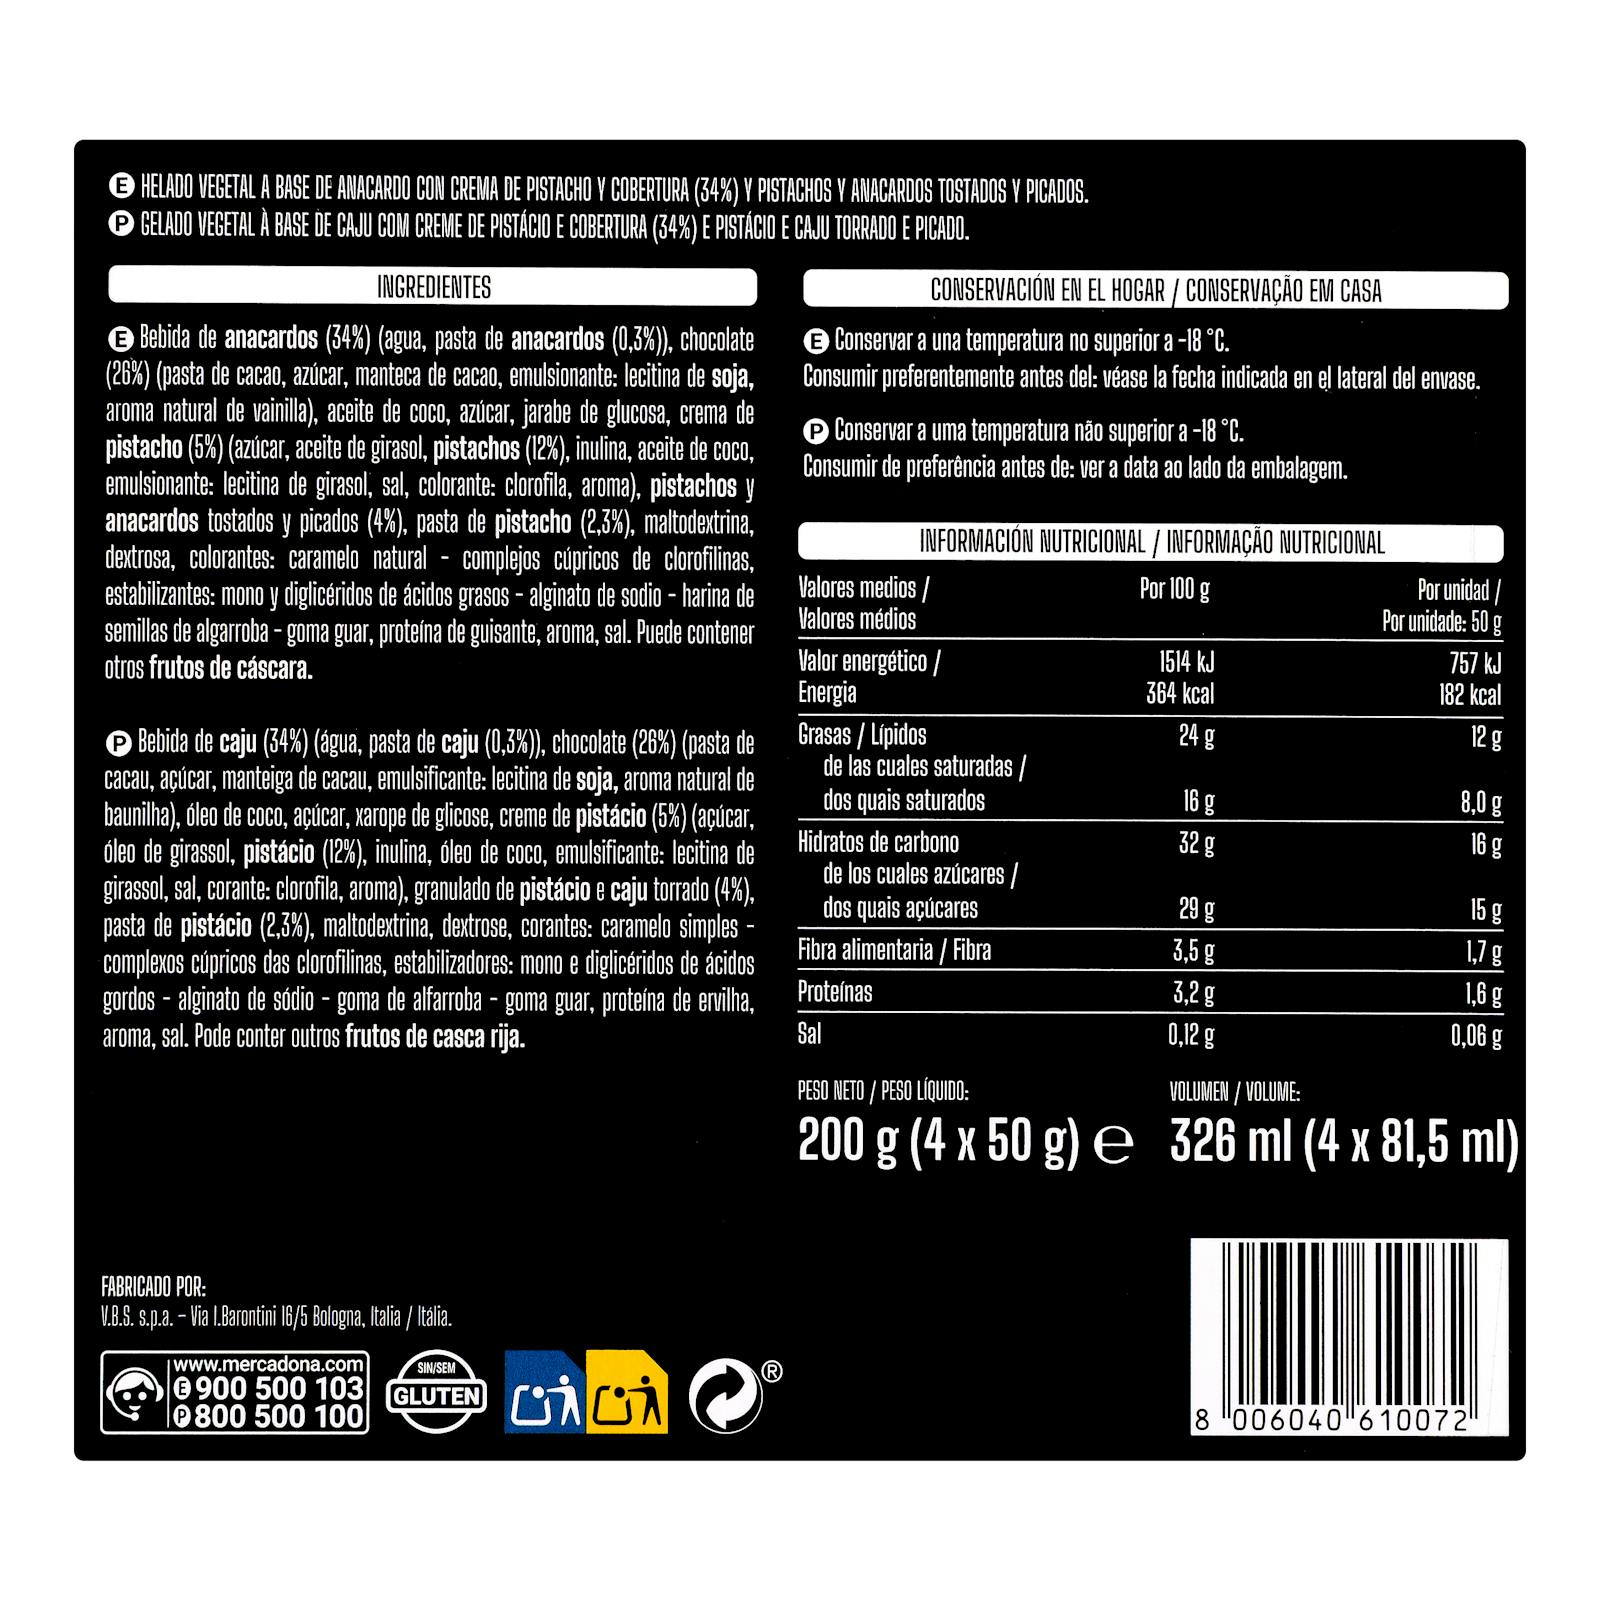 E HELADO VEGETAL A BASE DE ANACARDO CON CREMA DE PISTACHO Y COBERTURA (34%) Y PISTACHOS Y ANACARDOS TOSTADOS Y PICADOS.
P GELADO VEGETAL À BASE DE CAJU COM CREME DE PISTÁCIO E COBERTURA (34%) E PISTÁCIO E CAJU TORRADO E PICADO.
INGREDIENTES
E Bebida de anacardos (34%) (agua, pasta de anacardos (0,3%)), chocolate
(26%) (pasta de cacao, azúcar, manteca de cacao, emulsionante: lecitina de soja,
aroma natural de vainilla), aceite de coco, azúcar, jarabe de glucosa, crema de
pistacho (5%) (azúcar, aceite de girasol, pistachos (12%), inulina, aceite de coco,
emulsionante: lecitina de girasol, sal, colorante: clorofila, aroma), pistachos y
anacardos tostados y picados (4%), pasta de pistacho (2,3%), maltodextrina,
dextrosa, colorantes: caramelo natural - complejos cúpricos de clorofilinas,
estabilizantes: mono y diglicéridos de ácidos grasos - alginato de sodio - harina de
semillas de algarroba - goma guar, proteína de guisante, aroma, sal. Puede contener
otros frutos de cáscara.
P Bebida de caju (34%) (água, pasta de caju (0,3%)), chocolate (26%) (pasta de
cacau, açúcar, manteiga de cacau, emulsificante: lecitina de soja, aroma natural de
baunilha), óleo de coco, açúcar, xarope de glicose, creme de pistácio (5%) (açúcar,
óleo de girassol, pistácio (12%), inulina, óleo de coco, emulsificante: lecitina de
girassol, sal, corante: clorofila, aroma), granulado de pistácio e caju torrado (4%),
pasta de pistácio (2,3%), maltodextrina, dextrose, corantes: caramelo simples -
complexos cúpricos das clorofilinas, estabilizadores: mono e diglicéridos de ácidos
gordos - alginato de sódio - goma de alfarroba - goma guar, proteína de ervilha,
aroma, sal. Pode conter outros frutos de casca rija.
CONSERVACIÓN EN EL HOGAR / CONSERVAÇÃO EM CASA
E Conservar a una temperatura no superior a -18 °C.
Consumir preferentemente antes del: véase la fecha indicada en el lateral del envase.
P Conservar a uma temperatura não superior a -18 °C.
Consumir de preferência antes de: ver a data ao lado da embalagem.
INFORMACIÓN NUTRICIONAL / INFORMAÇÃO NUTRICIONAL
Valores medios / Por 100 g Por unidad /
Valores médios Por unidade: 50 g
Valor energético / 1514 kJ 757 kJ
Energia 364 kcal 182 kcal
Grasas / Lípidos 24 g 12 g
de las cuales saturadas /
dos quais saturados 16 g 8,0 g
Hidratos de carbono 32 g 16 g
de los cuales azúcares /
dos quais açúcares 29 g 15 g
Fibra alimentaria / Fibra 3,5 g 1,7 g
Proteínas 3,2 g 1,6 g
Sal 0,12 g 0,06 g
PESO NETO / PESO LÍQUIDO: VOLUMEN / VOLUME:
200 g (4 x 50 g) ℮ 326 ml (4 x 81,5 ml)
FABRICADO POR:
V.B.S. s.p.a. - Via I.Barontini 16/5 Bologna, Italia / Itália.
www.mercadona.com
E 900 500 103
P 800 500 100
SIN/SEM
GLUTEN
®
8 006040 610072